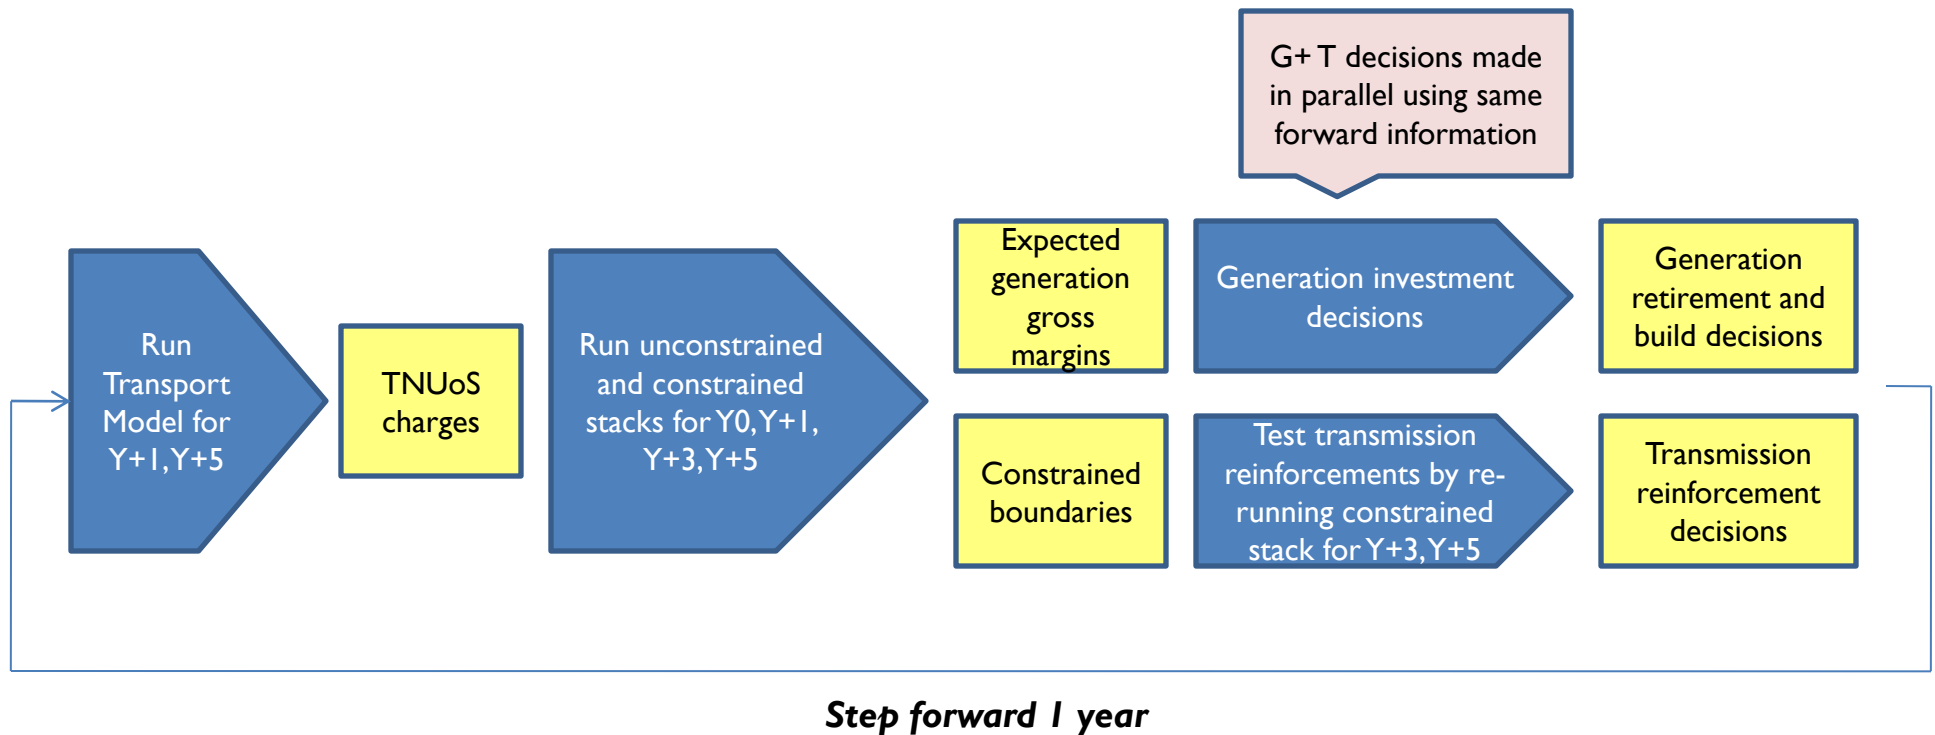 G+ T decisions made
in parallel using same
forward information
Run
Transport
Model for
Y+1,Y+5
TNUoS
charges
Run unconstrained
and constrained
stacks for Y0,Y+1,
Y+3,Y+5
Expected
generation
gross
margins
Generation investment
decisions
Generation
retirement and
build decisions
Constrained
boundaries
Test transmission
reinforcements by re-
running constrained
stack for Y+3,Y+5
Transmission
reinforcement
decisions
Step forward 1 year